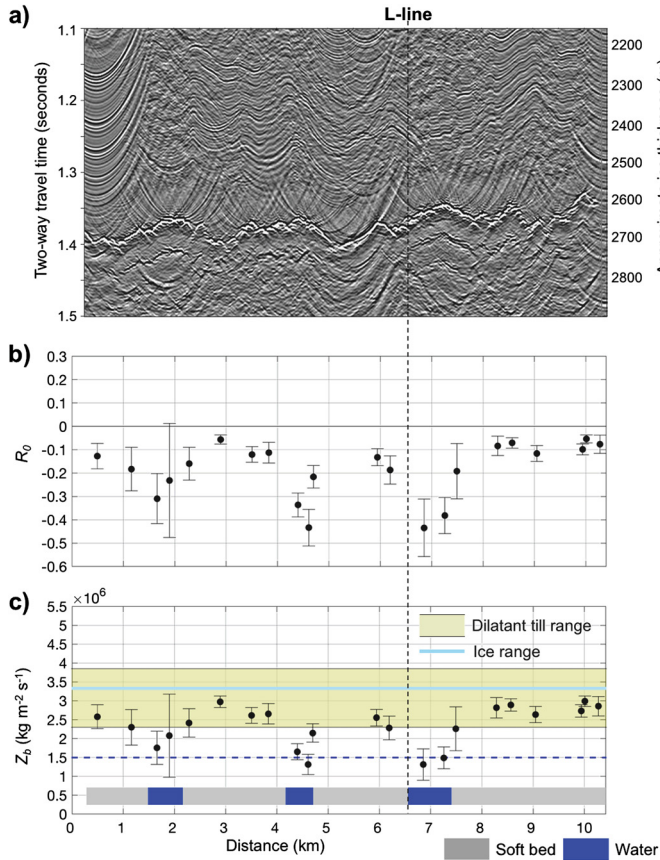 L-line
a)
1.1
1.2
1.3
1.4
1.5
Two-way travel time (seconds)
2200
2300
2400
2500
2600
2700
2800
b)
0.3
0.2
0.1
0
-0.1
-0.2
-0.3
-0.4
-0.5
-0.6
R0
c)
×10⁶
5.5
5
4.5
4
3.5
3
2.5
2
1.5
1
0.5
0
Zb (kg m-2 s-1)
Dilatant till range
Ice range
0 1 2 3 4 5 6 7 8 9 10
Distance (km)
Soft bed
Water